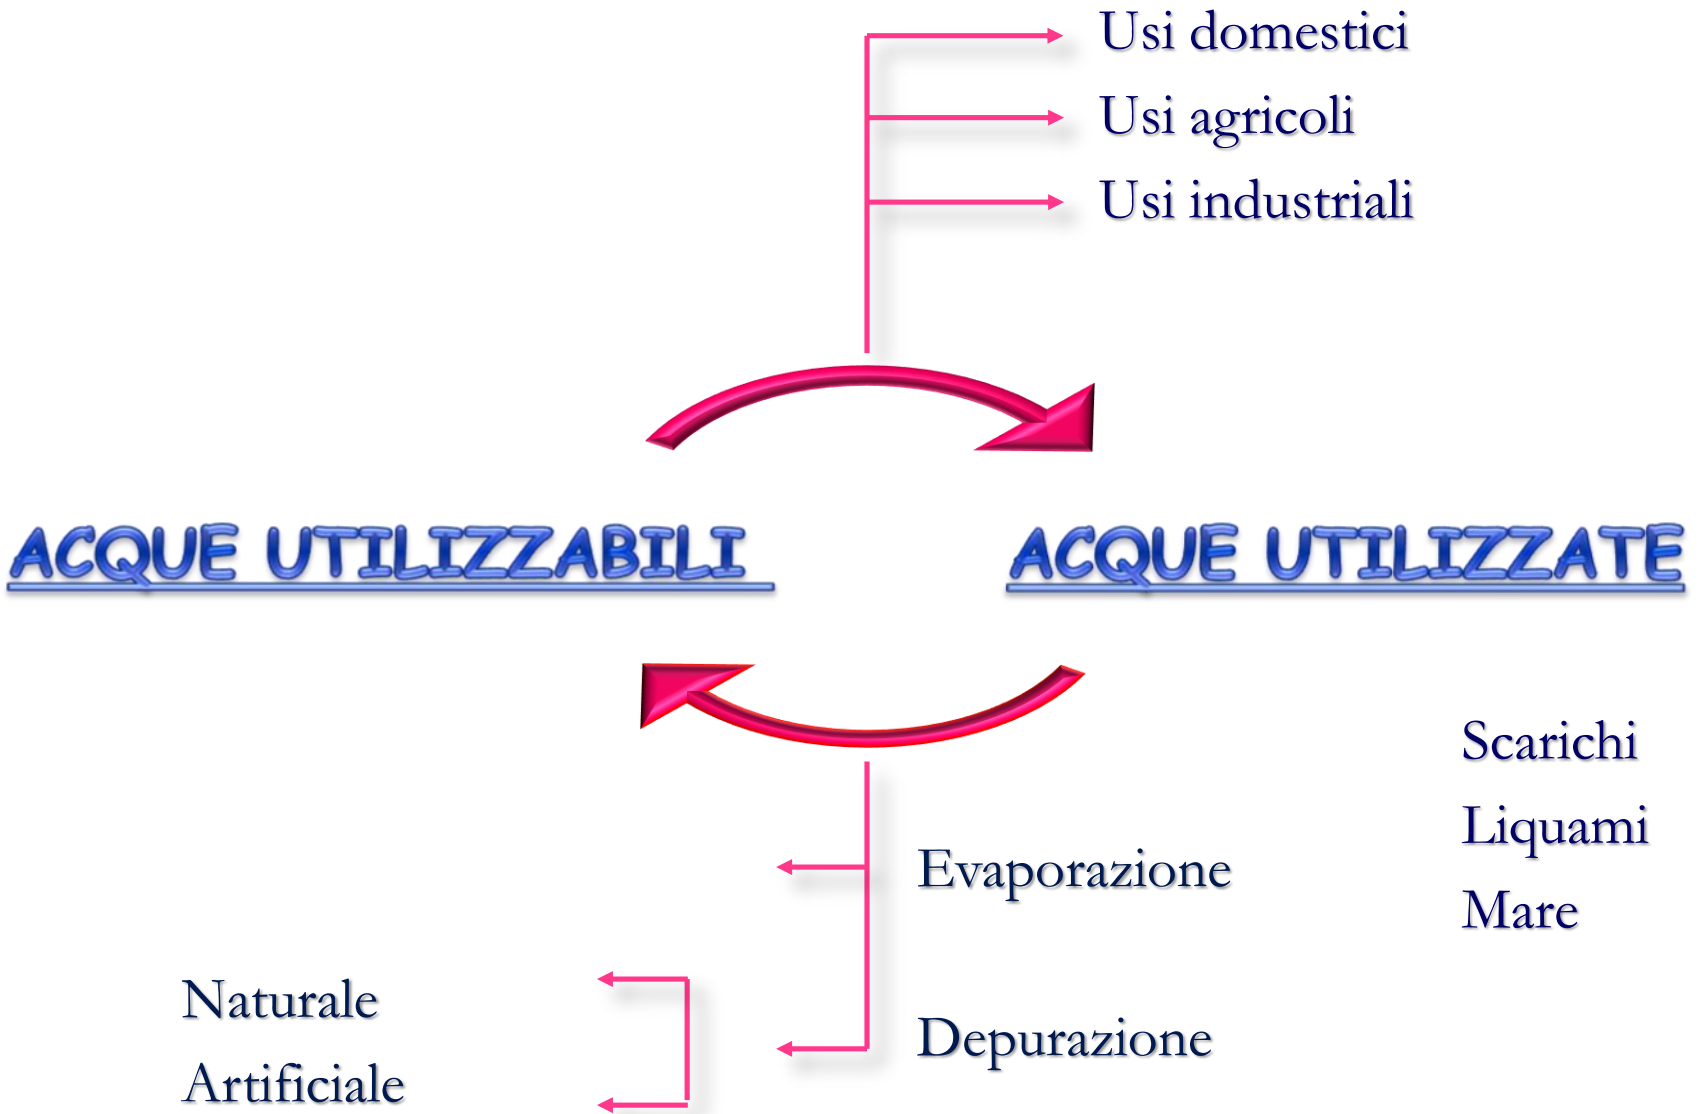 Usi domestici
Usi agricoli
Usi industriali
ACQUE UTILIZZABILI
ACQUE UTILIZZATE
Scarichi
Liquami
Mare
Evaporazione
Depurazione
Naturale
Artificiale